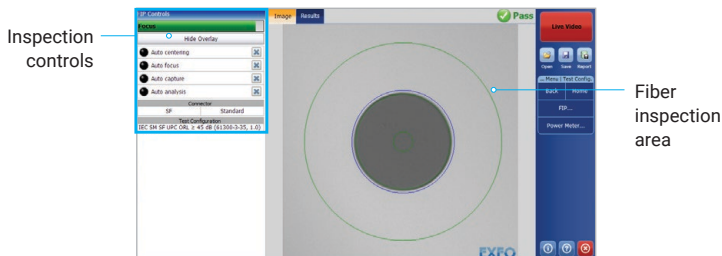 Inspection
controls
IP Controls
Focus
Hide Overlay
Auto centering
Auto focus
Auto capture
Auto analysis
Connector
SF Standard
Test Configuration
IEC SM SF UPC ORL ≥ 45 dB (61300-3-35, 1.0)
Image Results
Pass
EXFO
Live Video
Open Save Report
... Menu Test Config.
Back Home
FIP...
Power Meter...
Fiber
inspection
area